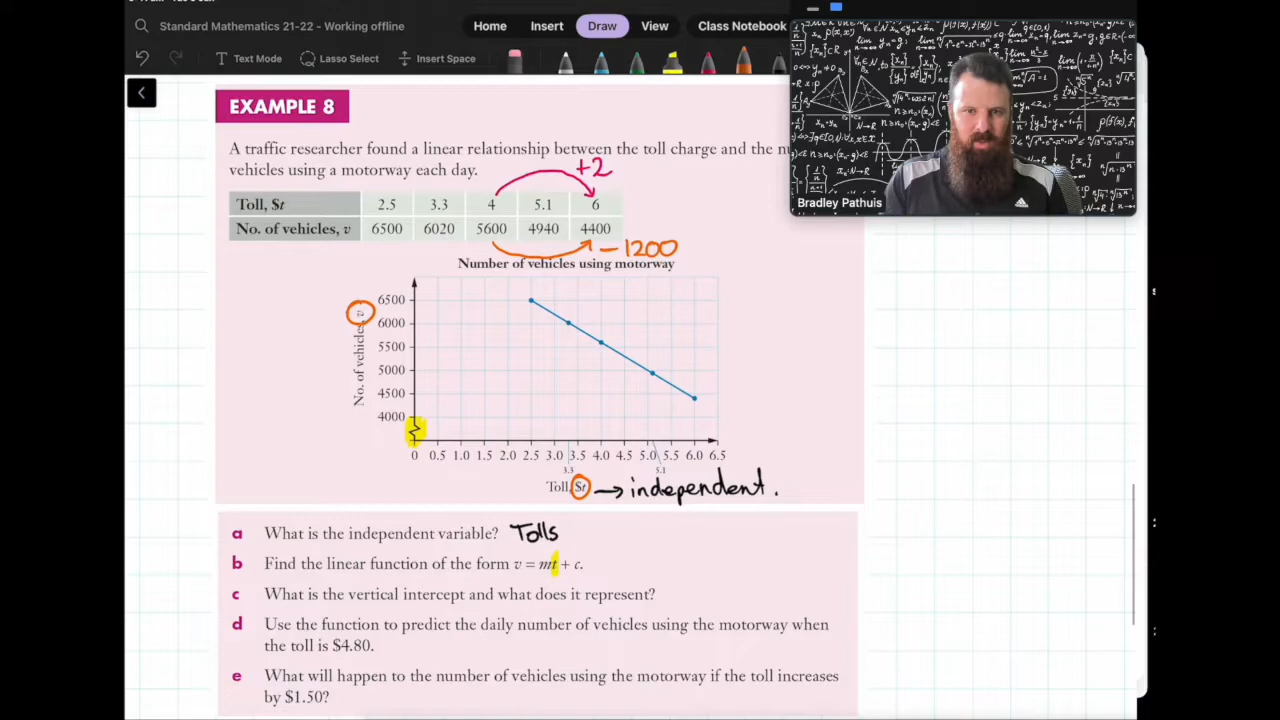 Standard Mathematics 21-22 - Working offline
Home Insert Draw View Class Notebook
Text Mode Lasso Select Insert Space
EXAMPLE 8
A traffic researcher found a linear relationship between the toll charge and the nu
vehicles using a motorway each day.
+2
Toll, $t 2.5 3.3 4 5.1 6
No. of vehicles, v 6500 6020 5600 4940 4400
-1200
Number of vehicles using motorway
No. of vehicles, v
6500
6000
5500
5000
4500
4000
0 0.5 1.0 1.5 2.0 2.5 3.0 3.5 4.0 4.5 5.0 5.5 6.0 6.5
3.3 5.1
Toll, $t → independent.
a What is the independent variable? Tolls
b Find the linear function of the form v = mt + c.
c What is the vertical intercept and what does it represent?
d Use the function to predict the daily number of vehicles using the motorway when
the toll is $4.80.
e What will happen to the number of vehicles using the motorway if the toll increases
by $1.50?
Bradley Pathuis